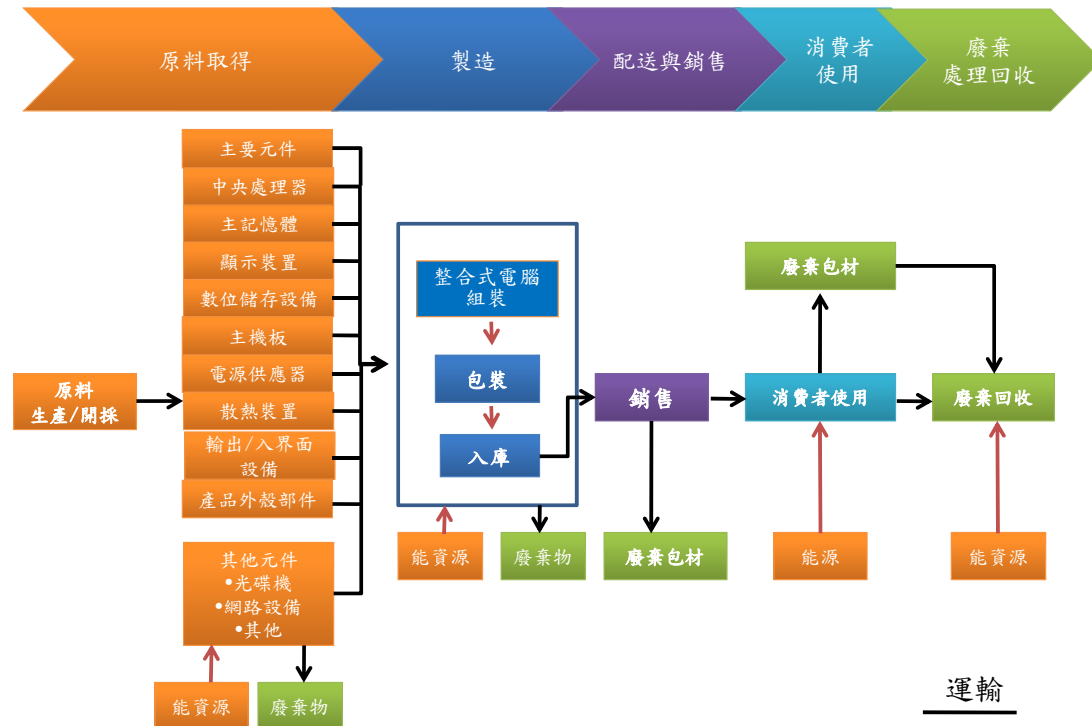 原料取得
製造
配送與銷售
消費者
使用
廢棄
處理回收
主要元件
中央處理器
主記憶體
顯示裝置
數位儲存設備
主機板
電源供應器
散熱裝置
輸出/入界面
設備
產品外殼部件
原料
生產/開採
其他元件
•光碟機
•網路設備
•其他
能資源
廢棄物
整合式電腦
組裝
包裝
入庫
能資源
廢棄物
銷售
廢棄包材
廢棄包材
消費者使用
能源
廢棄回收
能資源
運輸